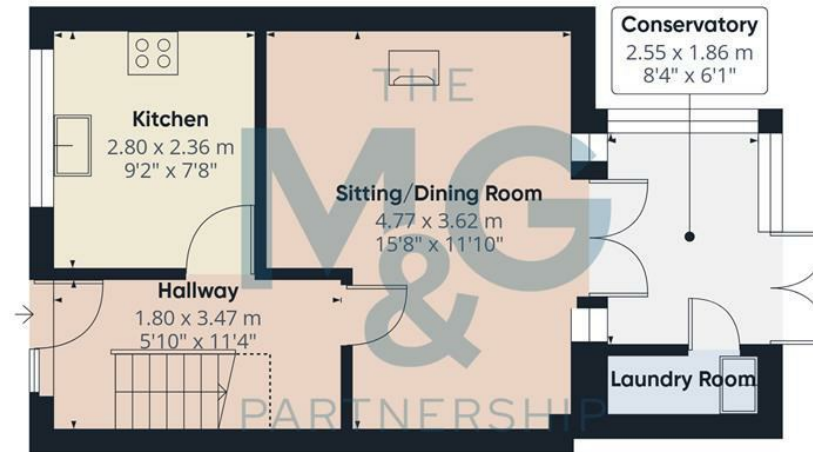 Conservatory
2.55 x 1.86 m
8'4" x 6'1"
Kitchen
2.80 x 2.36 m
9'2" x 7'8"
THE
M&G
PARTNERSHIP
Sitting/Dining Room
4.77 x 3.62 m
15'8" x 11'10"
Hallway
1.80 x 3.47 m
5'10" x 11'4"
Laundry Room